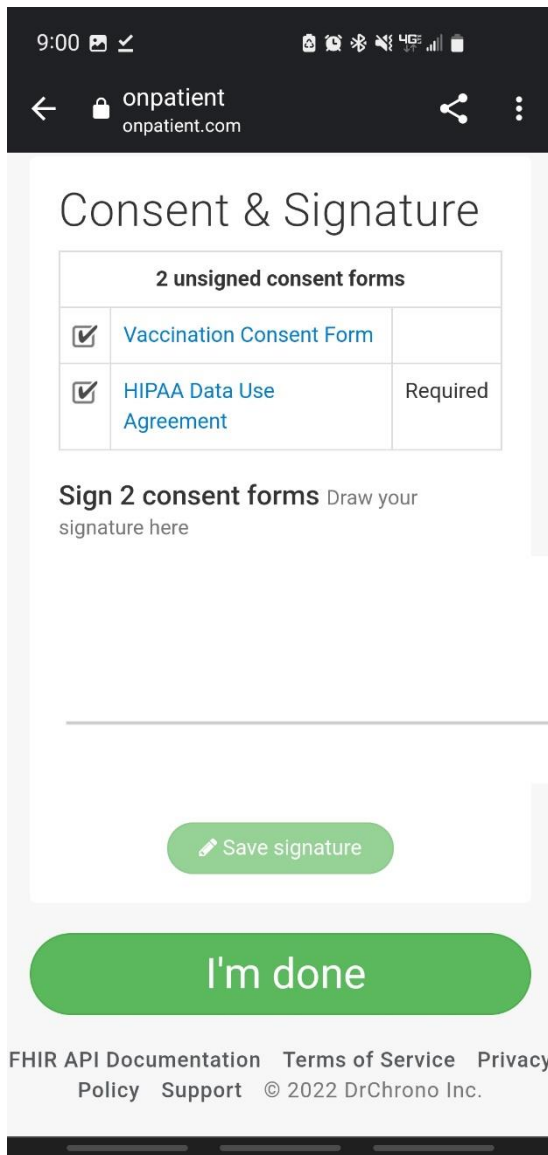 9:00 4G
onpatient
onpatient.com
Consent & Signature
2 unsigned consent forms
Vaccination Consent Form
HIPAA Data Use Required
Agreement
Sign 2 consent forms Draw your
signature here
Save signature
I'm done
FHIR API Documentation Terms of Service Privacy
Policy Support © 2022 DrChrono Inc.